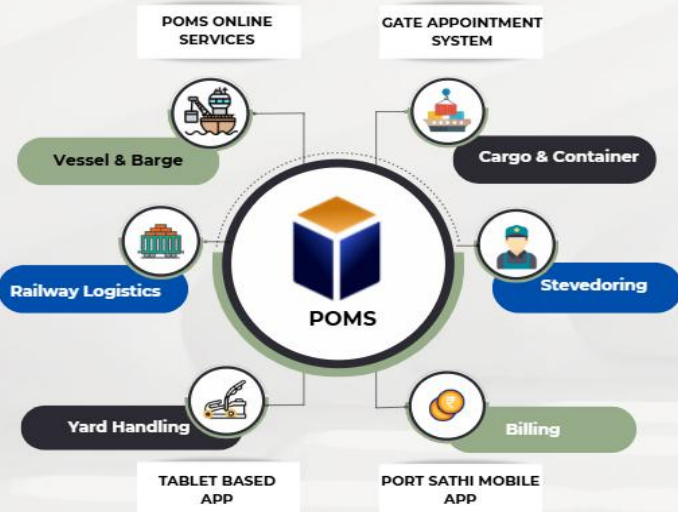 POMS ONLINE
SERVICES
GATE APPOINTMENT
SYSTEM
Vessel & Barge
Cargo & Container
Railway Logistics
Stevedoring
POMS
Yard Handling
₹
Billing
TABLET BASED
APP
PORT SATHI MOBILE
APP